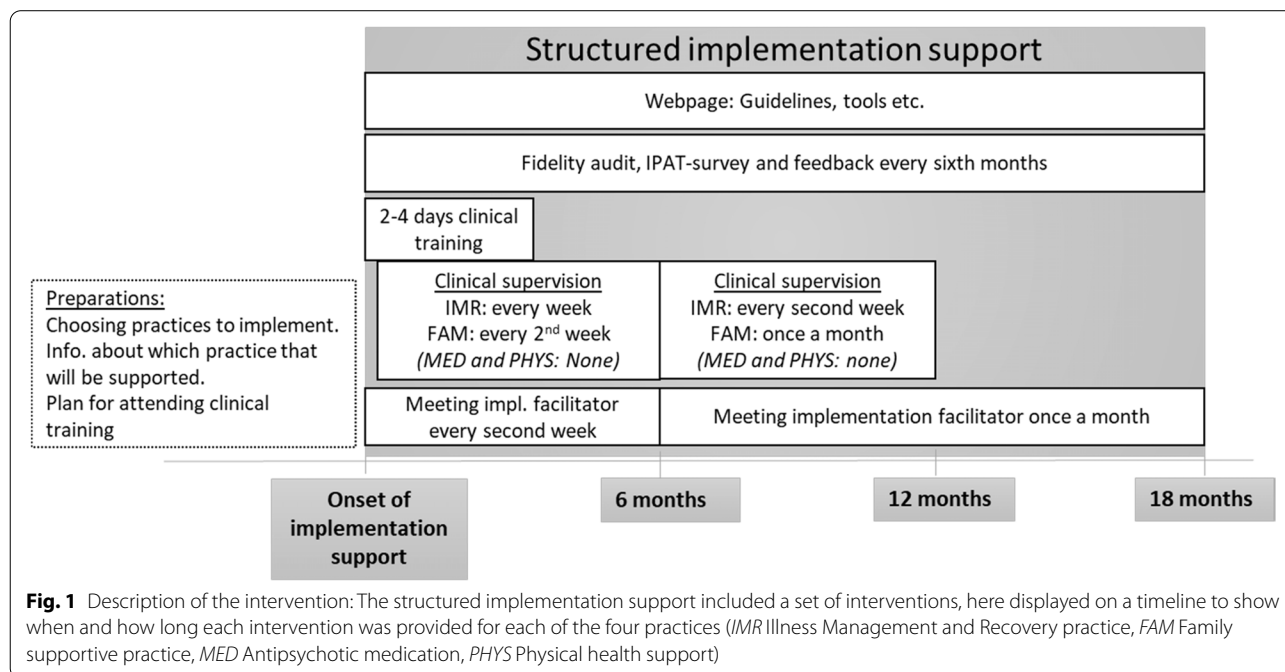 Structured implementation support
Webpage: Guidelines, tools etc.
Fidelity audit, IPAT-survey and feedback every sixth months
2-4 days clinical
training
Preparations:
Choosing practices to implement.
Info. about which practice that
will be supported.
Plan for attending clinical
training
Clinical supervision
IMR: every week
FAM: every 2nd week
(MED and PHYS: None)
Clinical supervision
IMR: every second week
FAM: once a month
(MED and PHYS: none)
Meeting impl. facilitator
every second week
Meeting implementation facilitator once a month
Onset of
implementation
support
6 months
12 months
18 months
Fig. 1 Description of the intervention: The structured implementation support included a set of interventions, here displayed on a timeline to show
when and how long each intervention was provided for each of the four practices (IMR Illness Management and Recovery practice, FAM Family
supportive practice, MED Antipsychotic medication, PHYS Physical health support)